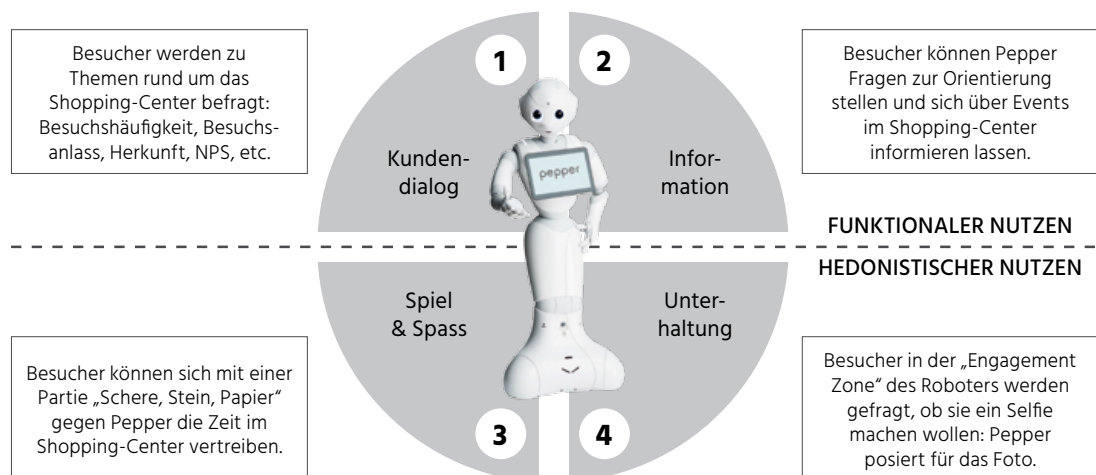 Besucher werden zu
Themen rund um das
Shopping-Center befragt:
Besuchshäufigkeit, Besuchs-
anlass, Herkunft, NPS, etc.
1
2
Besucher können Pepper
Fragen zur Orientierung
stellen und sich über Events
im Shopping-Center
informieren lassen.
Kunden-
dialog
pepper
Infor-
mation
FUNKTIONALER NUTZEN
HEDONISTISCHER NUTZEN
Spiel
& Spass
Unter-
haltung
Besucher können sich mit einer
Partie „Schere, Stein, Papier“
gegen Pepper die Zeit im
Shopping-Center vertreiben.
3
4
Besucher in der „Engagement
Zone“ des Roboters werden
gefragt, ob sie ein Selfie
machen wollen: Pepper
posiert für das Foto.